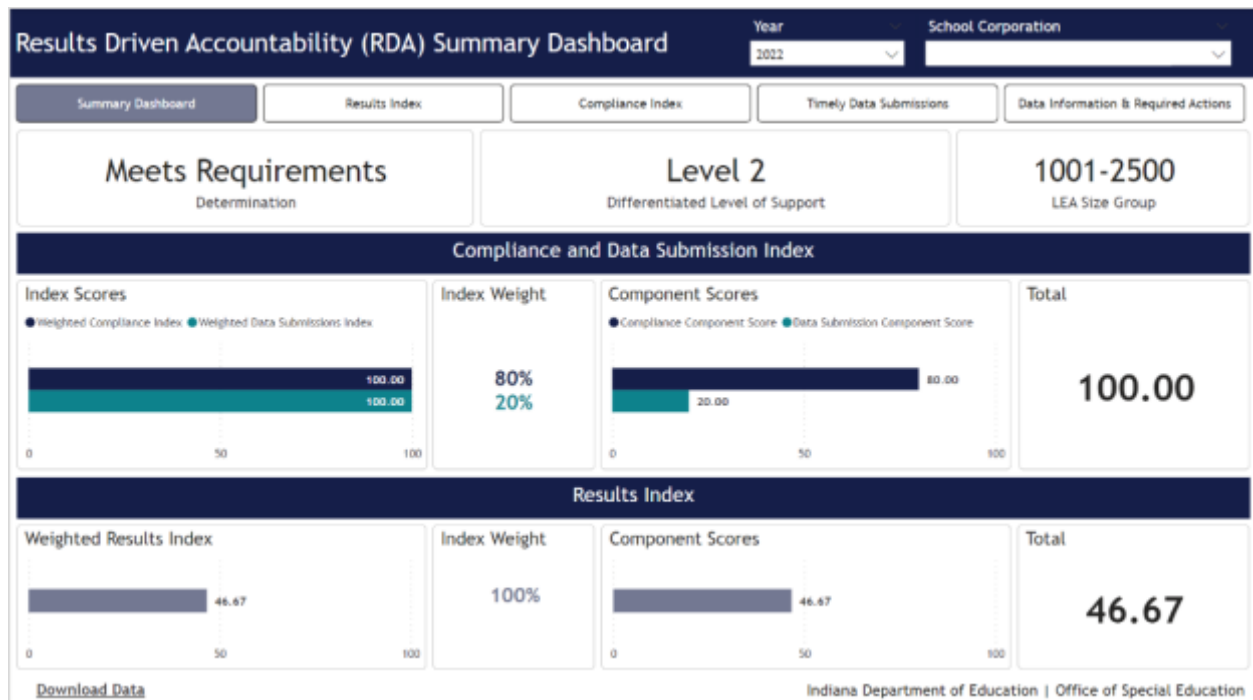 Results Driven Accountability (RDA) Summary Dashboard
Year
2022
School Corporation
Summary Dashboard
Results Index
Compliance Index
Timely Data Submissions
Data Information & Required Actions
Meets Requirements
Determination
Level 2
Differentiated Level of Support
1001-2500
LEA Size Group
Compliance and Data Submission Index
Index Scores
Weighted Compliance Index Weighted Data Submissions Index
100.00
100.00
0 50 100
Index Weight
80%
20%
Component Scores
Compliance Component Score Data Submission Component Score
80.00
20.00
0 50 100
Total
100.00
Results Index
Weighted Results Index
46.67
0 50 100
Index Weight
100%
Component Scores
46.67
0 50 100
Total
46.67
Download Data
Indiana Department of Education | Office of Special Education